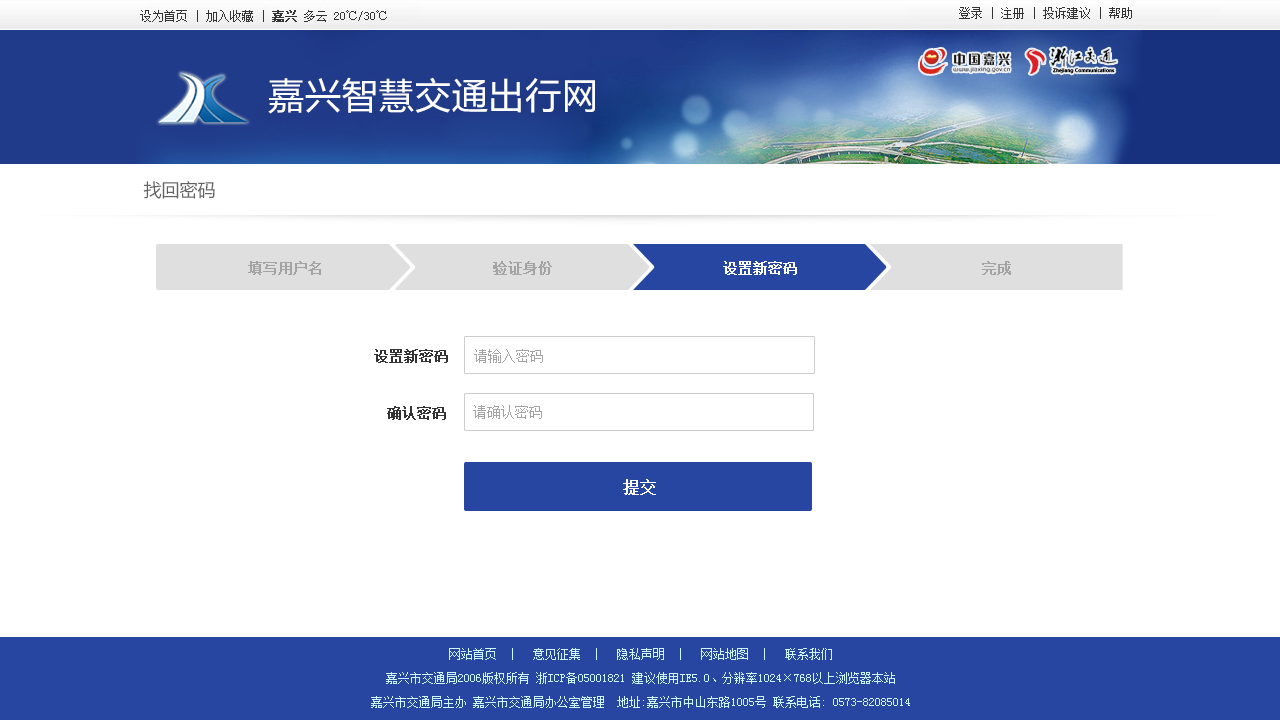 设为首页 | 加入收藏 | 嘉兴 多云 20℃/30℃
登录 | 注册 | 投诉建议 | 帮助
中国嘉兴 浙江交通
www.jiaxing.gov.cn Zhejiang Communications
嘉兴智慧交通出行网
找回密码
填写用户名 验证身份 设置新密码 完成
设置新密码 请输入密码
确认密码 请确认密码
提交
网站首页 | 意见征集 | 隐私声明 | 网站地图 | 联系我们
嘉兴市交通局2006版权所有 浙ICP备05001821 建议使用IE5.0、分辨率1024×768以上浏览器本站
嘉兴市交通局主办 嘉兴市交通局办公室管理 地址:嘉兴市中山东路1005号 联系电话: 0573-82085014